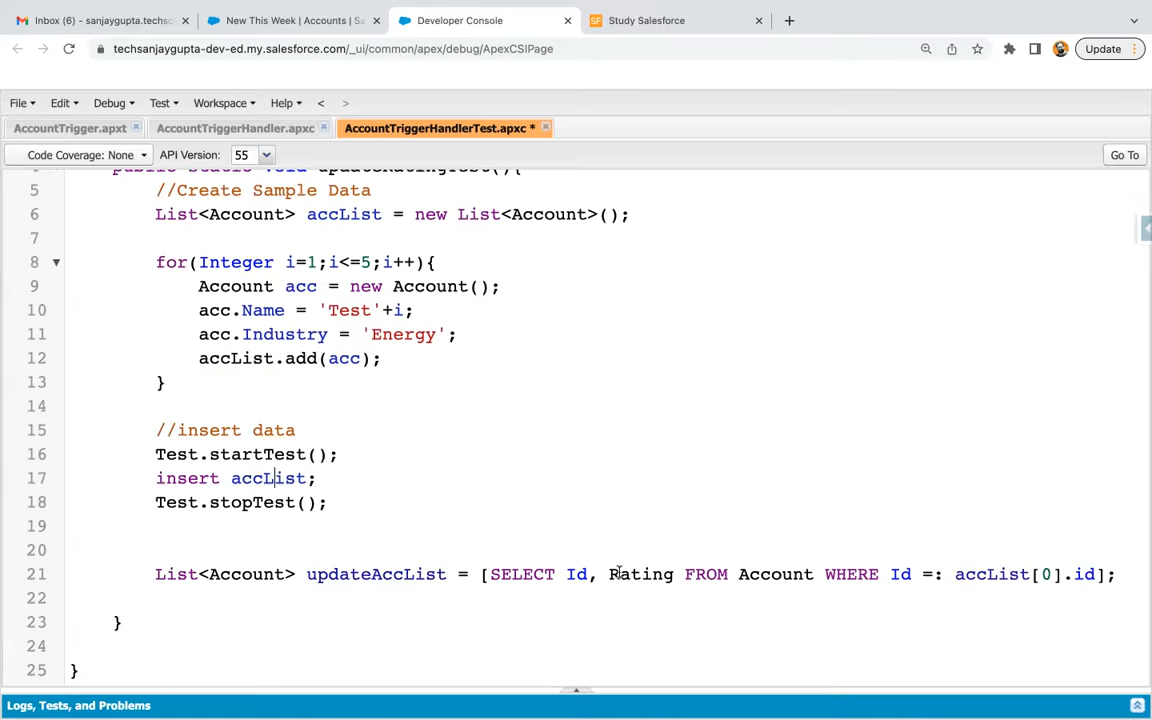 Inbox (6) - sanjaygupta.techsc
New This Week | Accounts | Sa
Developer Console
Study Salesforce
techsanjaygupta-dev-ed.my.salesforce.com/_ui/common/apex/debug/ApexCSIPage
Update
File Edit Debug Test Workspace Help < >
AccountTrigger.apxt
AccountTriggerHandler.apxc
AccountTriggerHandlerTest.apxc *
Code Coverage: None API Version: 55 Go To
public static void updateRatingTest(){
5 //Create Sample Data
6 List<Account> accList = new List<Account>();
7
8 for(Integer i=1;i<=5;i++){
9 Account acc = new Account();
10 acc.Name = 'Test'+i;
11 acc.Industry = 'Energy';
12 accList.add(acc);
13 }
14
15 //insert data
16 Test.startTest();
17 insert accList;
18 Test.stopTest();
19
20
21 List<Account> updateAccList = [SELECT Id, Rating FROM Account WHERE Id =: accList[0].id];
22
23 }
24
25 }
Logs, Tests, and Problems